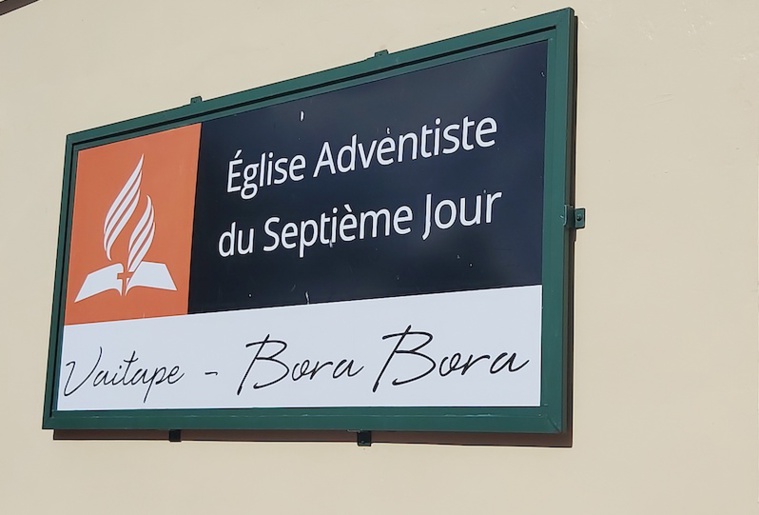 Église Adventiste
du Septième Jour
Vaitape - Bora Bora